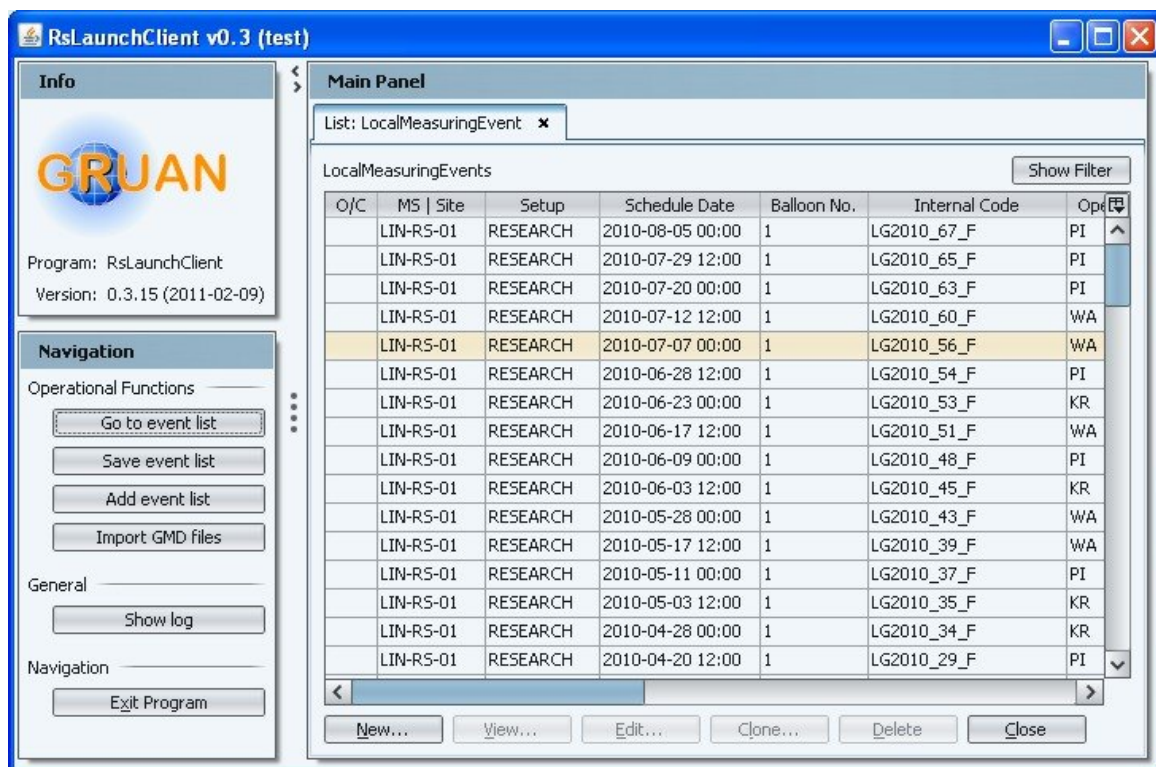 RsLaunchClient v0.3 (test)
Info
GRUAN
Program: RsLaunchClient
Version: 0.3.15 (2011-02-09)
Navigation
Operational Functions
Go to event list
Save event list
Add event list
Import GMD files
General
Show log
Navigation
Exit Program
Main Panel
List: LocalMeasuringEvent
LocalMeasuringEvents
Show Filter
O/C MS | Site Setup Schedule Date Balloon No. Internal Code Ope
LIN-RS-01 RESEARCH 2010-08-05 00:00 1 LG2010_67_F PI
LIN-RS-01 RESEARCH 2010-07-29 12:00 1 LG2010_65_F PI
LIN-RS-01 RESEARCH 2010-07-20 00:00 1 LG2010_63_F PI
LIN-RS-01 RESEARCH 2010-07-12 12:00 1 LG2010_60_F WA
LIN-RS-01 RESEARCH 2010-07-07 00:00 1 LG2010_56_F WA
LIN-RS-01 RESEARCH 2010-06-28 12:00 1 LG2010_54_F PI
LIN-RS-01 RESEARCH 2010-06-23 00:00 1 LG2010_53_F KR
LIN-RS-01 RESEARCH 2010-06-17 12:00 1 LG2010_51_F WA
LIN-RS-01 RESEARCH 2010-06-09 00:00 1 LG2010_48_F PI
LIN-RS-01 RESEARCH 2010-06-03 12:00 1 LG2010_45_F KR
LIN-RS-01 RESEARCH 2010-05-28 00:00 1 LG2010_43_F WA
LIN-RS-01 RESEARCH 2010-05-17 12:00 1 LG2010_39_F WA
LIN-RS-01 RESEARCH 2010-05-11 00:00 1 LG2010_37_F PI
LIN-RS-01 RESEARCH 2010-05-03 12:00 1 LG2010_35_F KR
LIN-RS-01 RESEARCH 2010-04-28 00:00 1 LG2010_34_F KR
LIN-RS-01 RESEARCH 2010-04-20 12:00 1 LG2010_29_F PI
New... View... Edit... Clone... Delete Close